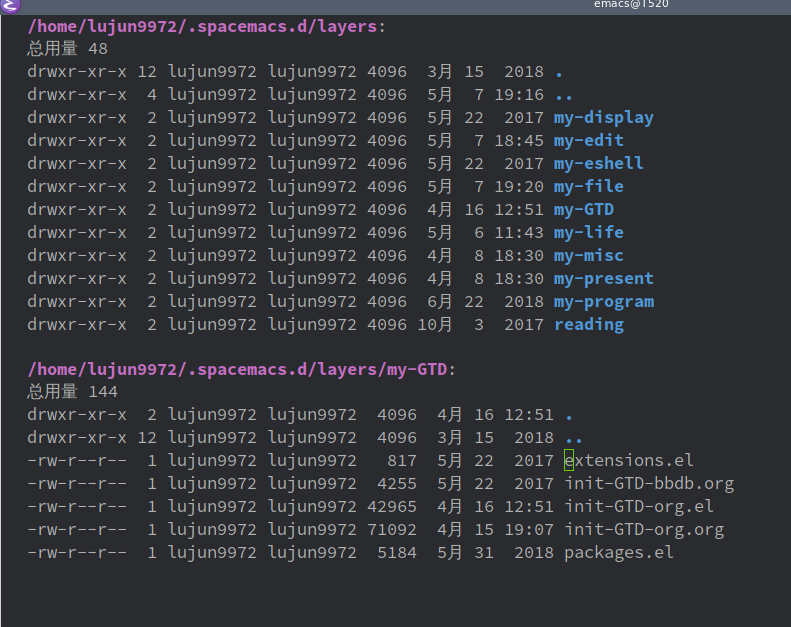 emacs@T520
/home/lujun9972/.spacemacs.d/layers:
总用量 48
drwxr-xr-x 12 lujun9972 lujun9972 4096  3月 15  2018 .
drwxr-xr-x  4 lujun9972 lujun9972 4096  5月  7 19:16 ..
drwxr-xr-x  2 lujun9972 lujun9972 4096  5月 22  2017 my-display
drwxr-xr-x  2 lujun9972 lujun9972 4096  5月  7 18:45 my-edit
drwxr-xr-x  2 lujun9972 lujun9972 4096  5月 22  2017 my-eshell
drwxr-xr-x  2 lujun9972 lujun9972 4096  5月  7 19:20 my-file
drwxr-xr-x  2 lujun9972 lujun9972 4096  4月 16 12:51 my-GTD
drwxr-xr-x  2 lujun9972 lujun9972 4096  5月  6 11:43 my-life
drwxr-xr-x  2 lujun9972 lujun9972 4096  4月  8 18:30 my-misc
drwxr-xr-x  2 lujun9972 lujun9972 4096  4月  8 18:30 my-present
drwxr-xr-x  2 lujun9972 lujun9972 4096  6月 22  2018 my-program
drwxr-xr-x  2 lujun9972 lujun9972 4096 10月  3  2017 reading
/home/lujun9972/.spacemacs.d/layers/my-GTD:
总用量 144
drwxr-xr-x  2 lujun9972 lujun9972  4096  4月 16 12:51 .
drwxr-xr-x 12 lujun9972 lujun9972  4096  3月 15  2018 ..
-rw-r--r--  1 lujun9972 lujun9972   817  5月 22  2017 extensions.el
-rw-r--r--  1 lujun9972 lujun9972  4255  5月 22  2017 init-GTD-bbdb.org
-rw-r--r--  1 lujun9972 lujun9972 42965  4月 16 12:51 init-GTD-org.el
-rw-r--r--  1 lujun9972 lujun9972 71092  4月 15 19:07 init-GTD-org.org
-rw-r--r--  1 lujun9972 lujun9972  5184  5月 31  2018 packages.el